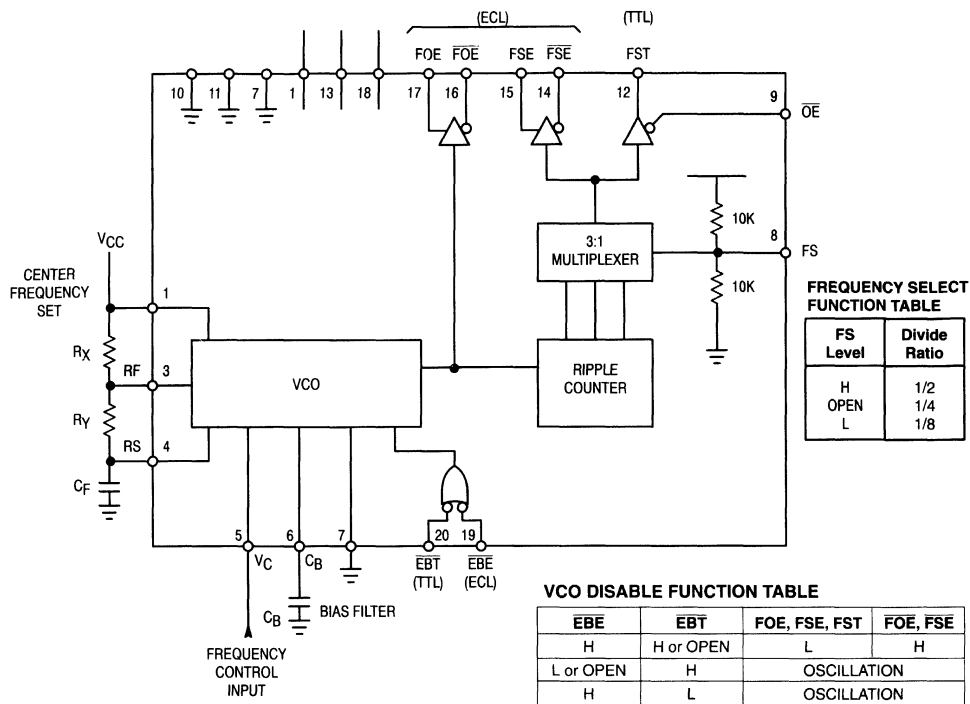 (ECL) (TTL)
FOE FOE FSE FSE FST
10 11 7 1 13 18 17 16 15 14 12 9
OE
10K
VCC
3:1
MULTIPLEXER
8
FS
CENTER
FREQUENCY
SET
1
10K
FREQUENCY SELECT
FUNCTION TABLE
FS Level Divide Ratio
H 1/2
OPEN 1/4
L 1/8
RX
RF 3
VCO
RIPPLE
COUNTER
RY
RS 4
CF
5 6 7 20 19
VC CB EBT EBE
(TTL) (ECL)
CB BIAS FILTER
FREQUENCY
CONTROL
INPUT
VCO DISABLE FUNCTION TABLE
EBE EBT FOE, FSE, FST FOE, FSE
H H or OPEN L H
L or OPEN H OSCILLATION
H L OSCILLATION